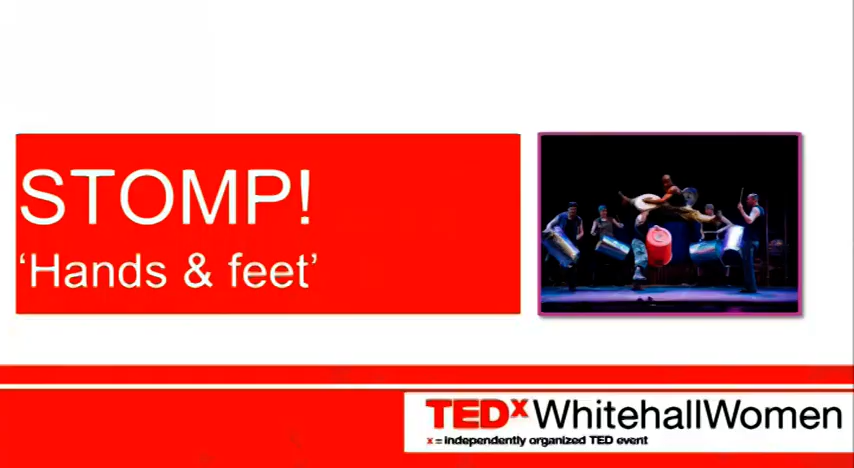 STOMP!
‘Hands & feet’
TEDxWhitehallWomen
x = independently organized TED event